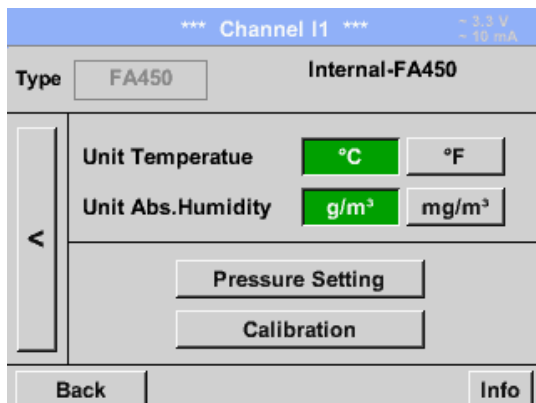 *** Channel I1 ***
~ 3.3 V
~ 10 mA
Type FA450 Internal-FA450
Unit Temperatue °C °F
Unit Abs.Humidity g/m³ mg/m³
<
Pressure Setting
Calibration
Back Info